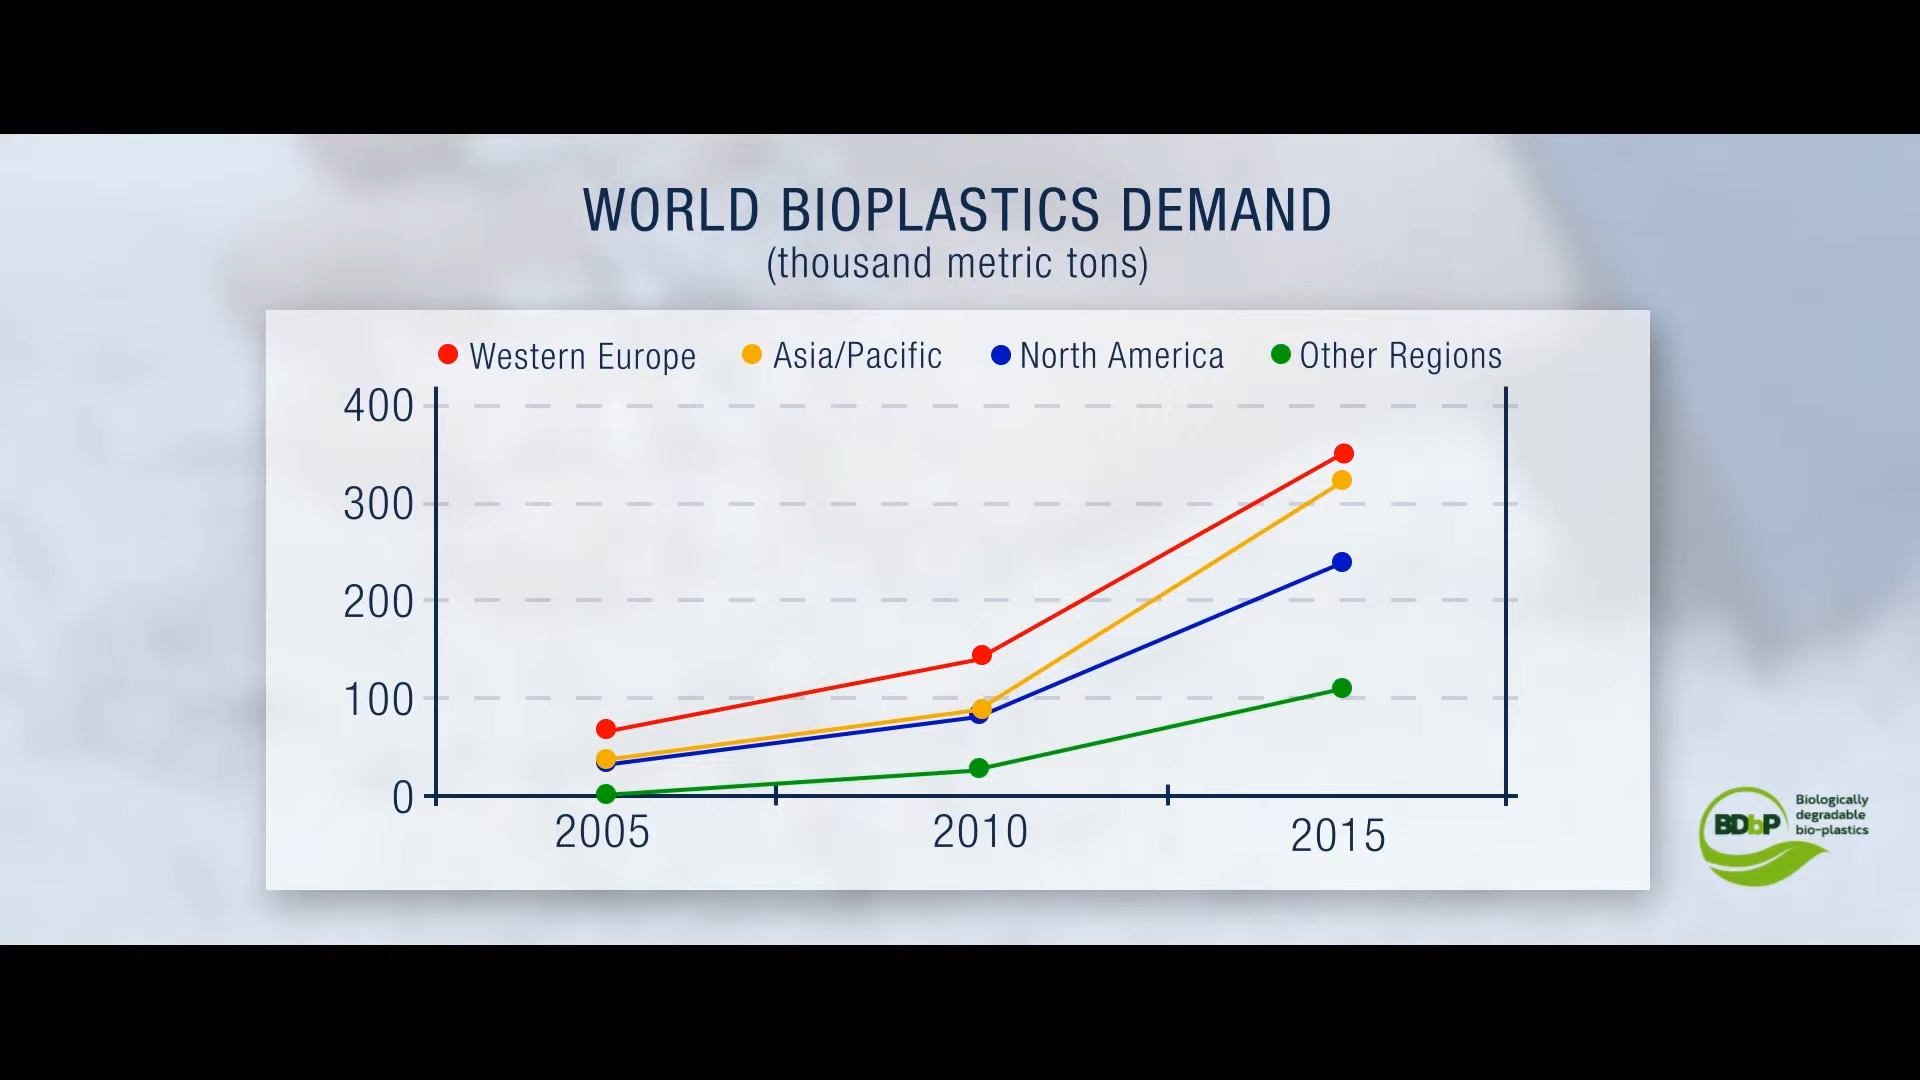 WORLD BIOPLASTICS DEMAND
(thousand metric tons)
Western Europe Asia/Pacific North America Other Regions
400
300
200
100
0
2005 2010 2015
BDbP
Biologically
degradable
bio-plastics